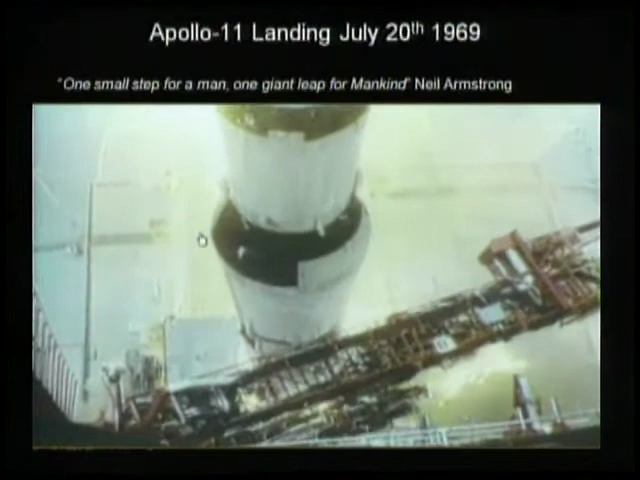 Apollo-11 Landing July 20th 1969
"One small step for a man, one giant leap for Mankind" Neil Armstrong